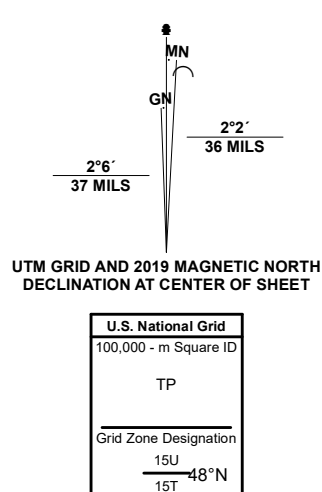 MN
GN
2°2´
36 MILS
2°6´
37 MILS
UTM GRID AND 2019 MAGNETIC NORTH
DECLINATION AT CENTER OF SHEET
U.S. National Grid
100,000 - m Square ID
TP
Grid Zone Designation
15U
48°N
15T